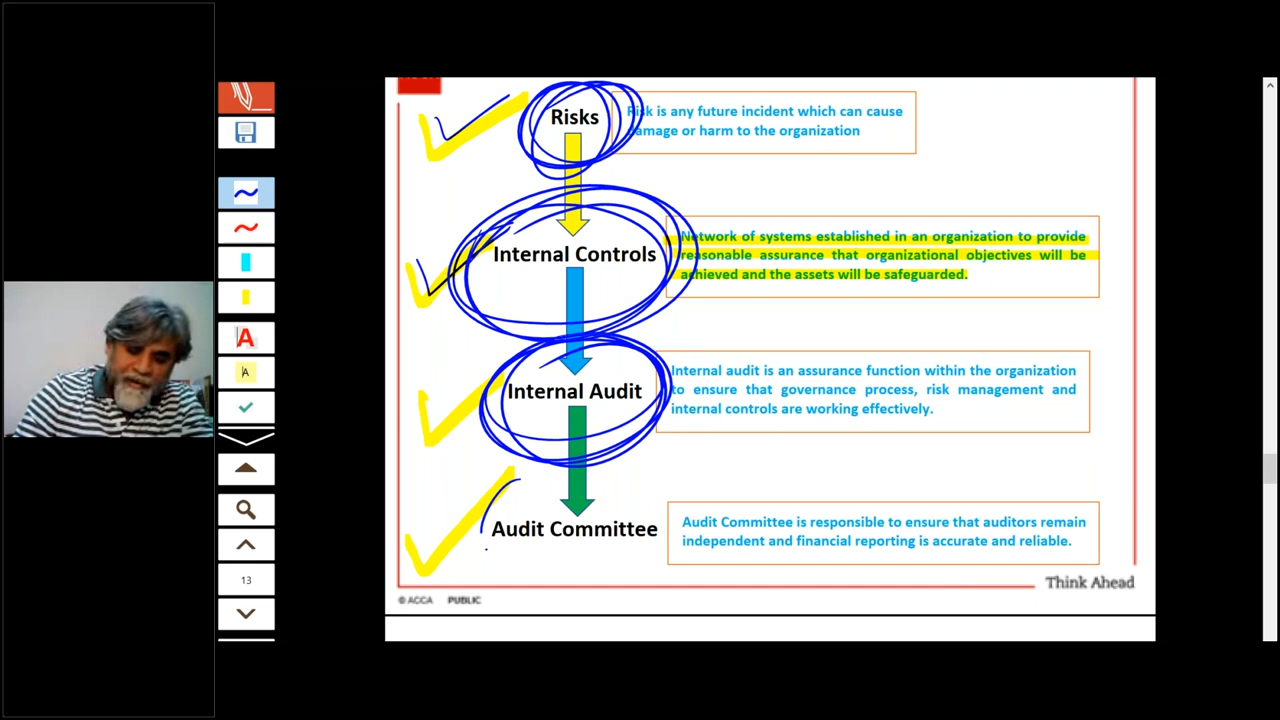 Risks
Risk is any future incident which can cause
damage or harm to the organization
Internal Controls
Network of systems established in an organization to provide
reasonable assurance that organizational objectives will be
achieved and the assets will be safeguarded.
Internal Audit
Internal audit is an assurance function within the organization
to ensure that governance process, risk management and
internal controls are working effectively.
Audit Committee
Audit Committee is responsible to ensure that auditors remain
independent and financial reporting is accurate and reliable.
Think Ahead
© ACCA PUBLIC
A
A
13